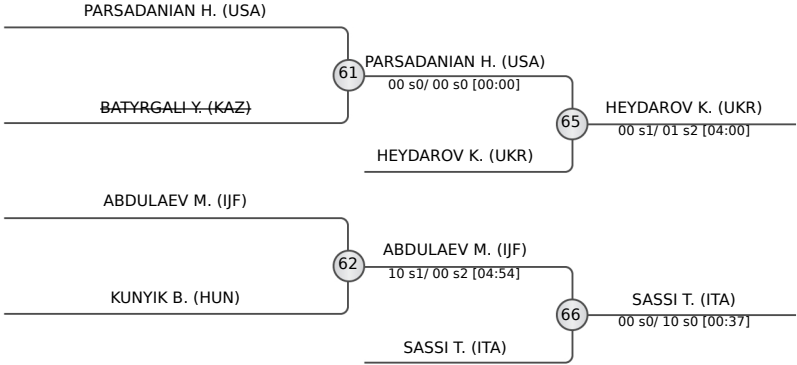 PARSADANIAN H. (USA)
61
PARSADANIAN H. (USA)
00 s0/ 00 s0 [00:00]
BATYRGALI Y. (KAZ)
65
HEYDAROV K. (UKR)
00 s1/ 01 s2 [04:00]
HEYDAROV K. (UKR)
ABDULAEV M. (IJF)
62
ABDULAEV M. (IJF)
10 s1/ 00 s2 [04:54]
KUNYIK B. (HUN)
66
SASSI T. (ITA)
00 s0/ 10 s0 [00:37]
SASSI T. (ITA)